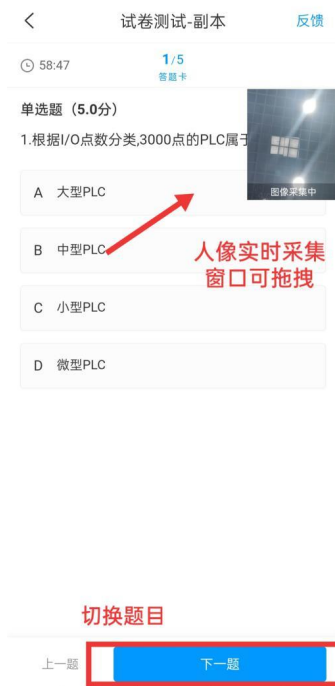 试卷测试-副本
反馈
58:47
1/5
答题卡
单选题（5.0分）
1.根据I/O点数分类,3000点的PLC属于
图像采集中
A 大型PLC
B 中型PLC
人像实时采集
窗口可拖拽
C 小型PLC
D 微型PLC
切换题目
上一题
下一题